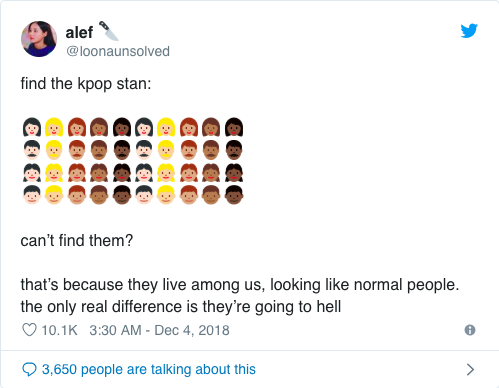 alef 🔪
@loonaunsolved
find the kpop stan:
👩🏻👩🏼👩🏽👩🏾👩🏿👩🏻👩🏼👩🏽👩🏾👩🏿
👨🏻👨🏼👨🏽👨🏾👨🏿👨🏻👨🏼👨🏽👨🏾👨🏿
👧🏻👧🏼👧🏽👧🏾👧🏿👧🏻👧🏼👧🏽👧🏾👧🏿
👦🏻👦🏼👦🏽👦🏾👦🏿👦🏻👦🏼👦🏽👦🏾👦🏿
can’t find them?
that’s because they live among us, looking like normal people.
the only real difference is they’re going to hell
10.1K 3:30 AM - Dec 4, 2018
3,650 people are talking about this